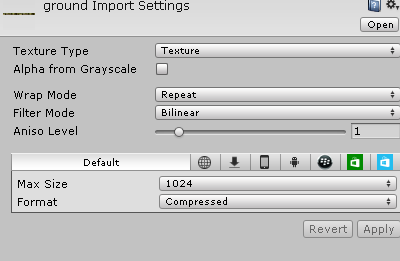 ground Import Settings
Open
Texture Type Texture
Alpha from Grayscale
Wrap Mode Repeat
Filter Mode Bilinear
Aniso Level 1
Default
Max Size 1024
Format Compressed
Revert Apply